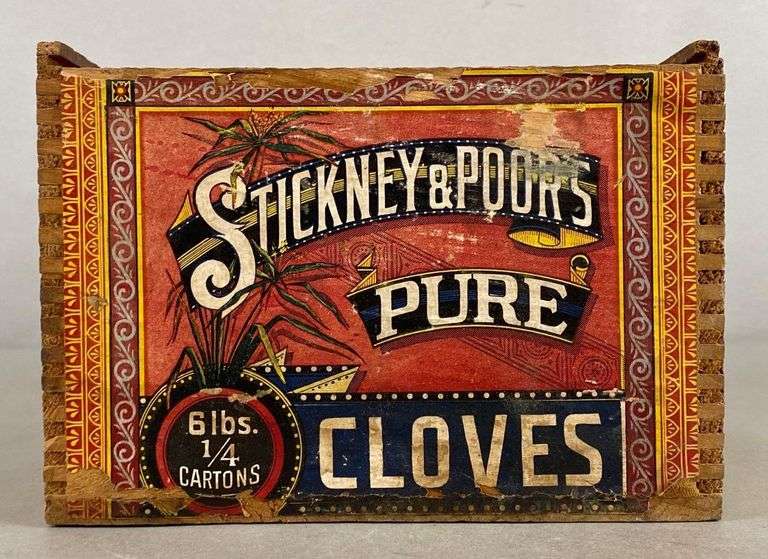 STICKNEY & POOR'S
PURE
6 lbs.
1/4
CARTONS
CLOVES